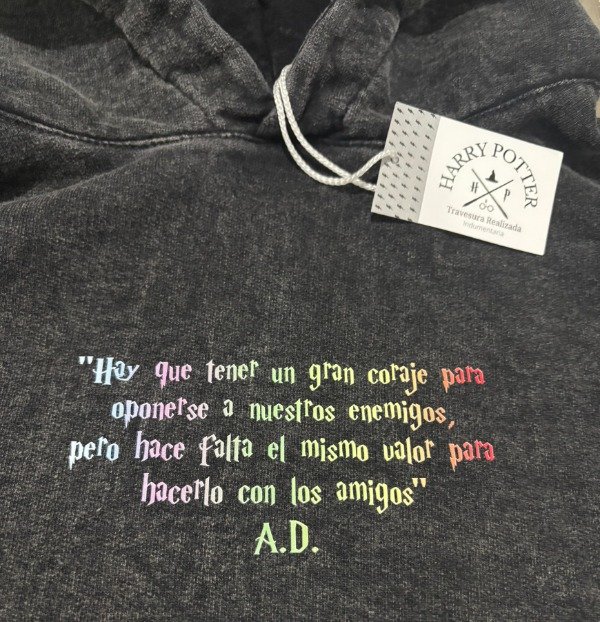 HARRY POTTER
H P
Travesura Realizada
Indumentaria
"Hay que tener un gran coraje para
oponerse a nuestros enemigos,
pero hace falta el mismo valor para
hacerlo con los amigos"
A.D.